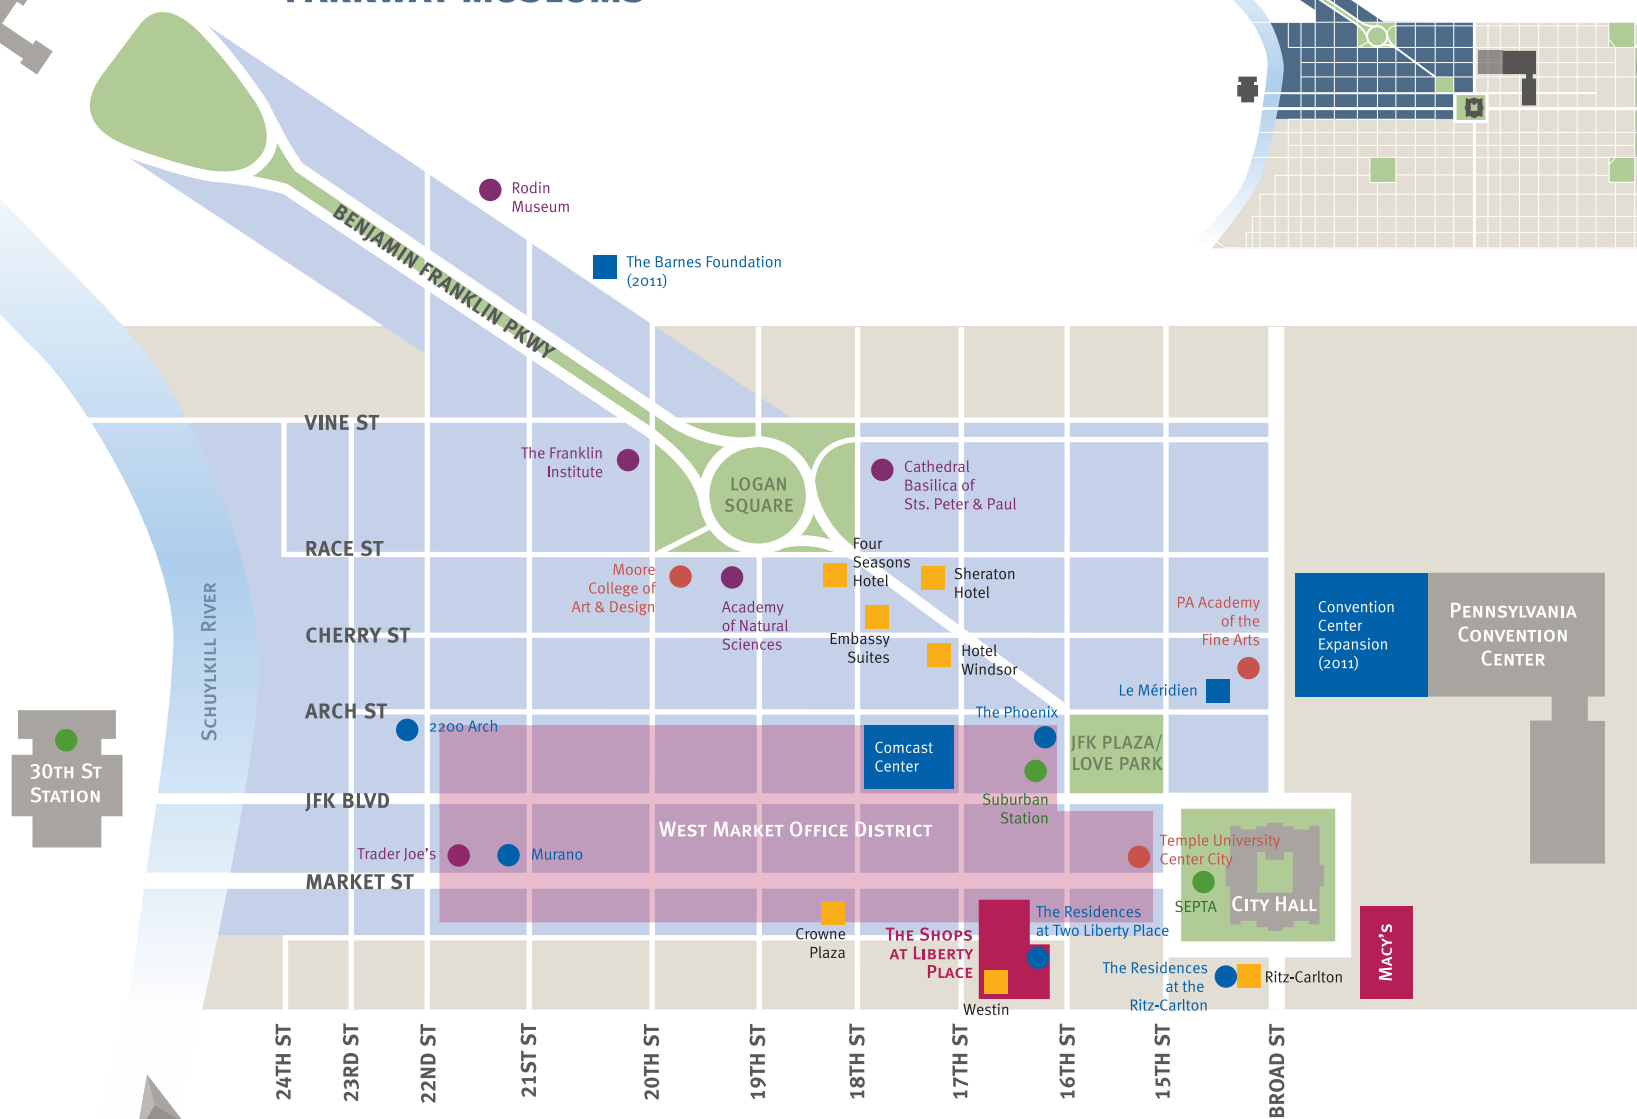 PARKWAY MUSEUMS
Rodin
Museum
The Barnes Foundation
(2011)
BENJAMIN FRANKLIN PKWY
VINE ST
The Franklin
Institute
LOGAN
SQUARE
Cathedral
Basilica of
Sts. Peter & Paul
RACE ST
Four
Seasons
Hotel
Moore
College of
Art & Design
Academy
of Natural
Sciences
Sheraton
Hotel
PA Academy
of the
Fine Arts
Convention
Center
Expansion
(2011)
PENNSYLVANIA
CONVENTION
CENTER
SCHUYLKILL RIVER
CHERRY ST
Embassy
Suites
Hotel
Windsor
Le Méridien
ARCH ST
2200 Arch
The Phoenix
Comcast
Center
JFK PLAZA/
LOVE PARK
30TH ST
STATION
JFK BLVD
Suburban
Station
WEST MARKET OFFICE DISTRICT
Trader Joe's
Murano
Temple University
Center City
MARKET ST
SEPTA
CITY HALL
Crowne
Plaza
THE SHOPS
AT LIBERTY
PLACE
The Residences
at Two Liberty Place
MACY'S
The Residences
at the
Ritz-Carlton
Ritz-Carlton
Westin
24TH ST
23RD ST
22ND ST
21ST ST
20TH ST
19TH ST
18TH ST
17TH ST
16TH ST
15TH ST
BROAD ST